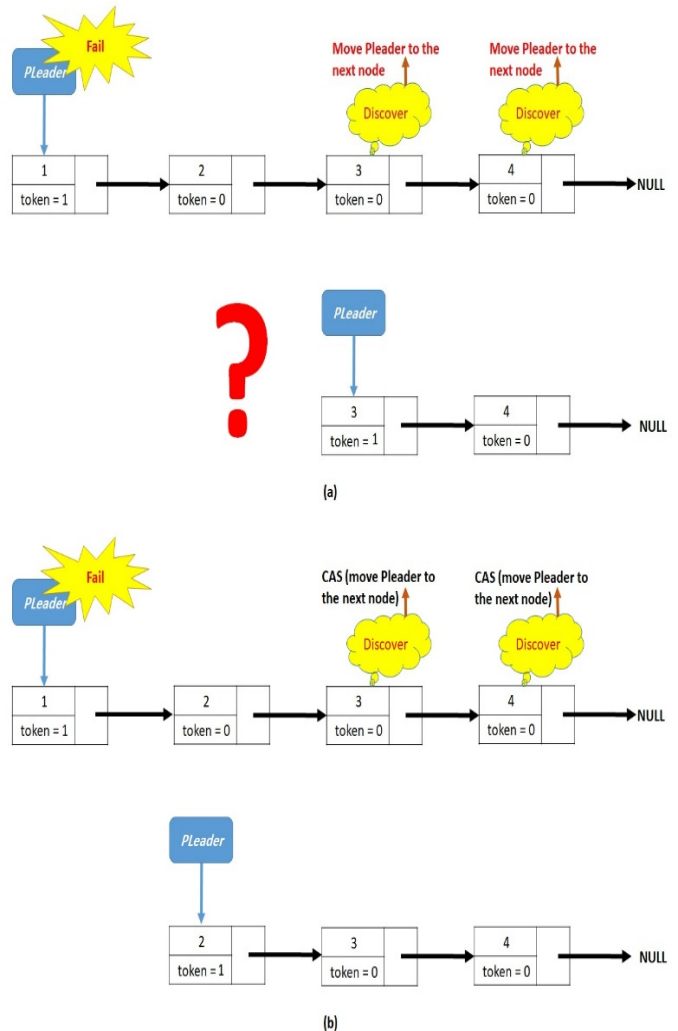 Fail
PLeader
Move Pleader to the
next node
Move Pleader to the
next node
Discover
Discover
1
token = 1
2
token = 0
3
token = 0
4
token = 0
NULL
?
PLeader
3
token = 1
4
token = 0
NULL
(a)
Fail
PLeader
CAS (move Pleader to
the next node)
CAS (move Pleader to
the next node)
Discover
Discover
1
token = 1
2
token = 0
3
token = 0
4
token = 0
NULL
PLeader
2
token = 1
3
token = 0
4
token = 0
NULL
(b)